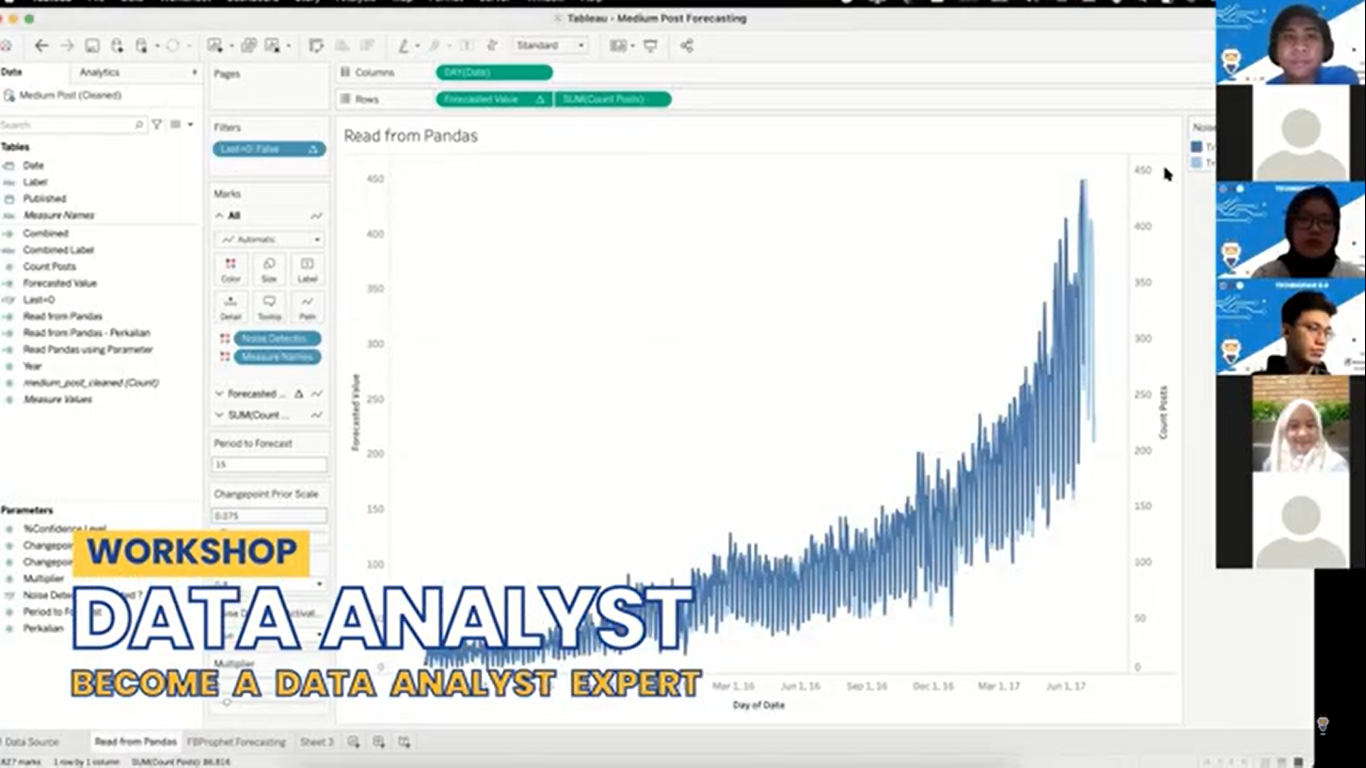 Tableau - Medium Post Forecasting
Standard
Data
Analytics
Medium Post (Cleaned)
Search
Tables
Date
Label
Published
Measure Names
Combined
Combined Label
Count Posts
Forecasted Value
Last=0
Read from Pandas
Read from Pandas - Perkalian
Read Pandas using Parameter
Year
medium_post_cleaned (Count)
Measure Values
Parameters
%Confidence Level
Multiplier
Perkalian
Pages
Filters
Last=0: False
Marks
All
Automatic
Color
Size
Label
Detail
Tooltip
Path
Measure Names
Forecasted ...
SUM(Count ...
Period to Forecast
15
Changepoint Prior Scale
0.075
Multiplier
Columns
DAY(Date)
Rows
Forecasted Value
SUM(Count Posts)
Read from Pandas
450
400
350
300
250
200
150
100
0
Forecasted Value
450
400
350
300
250
200
150
100
50
0
Count Posts
Mar 1, 16
Jun 1, 16
Sep 1, 16
Dec 1, 16
Mar 1, 17
Jun 1, 17
Day of Date
WORKSHOP
DATA ANALYST
BECOME A DATA ANALYST EXPERT
Data Source
Read from Pandas
FBProphet Forecasting
Sheet 3
827 marks
1 row by 1 column
SUM(Count Posts): 86.816